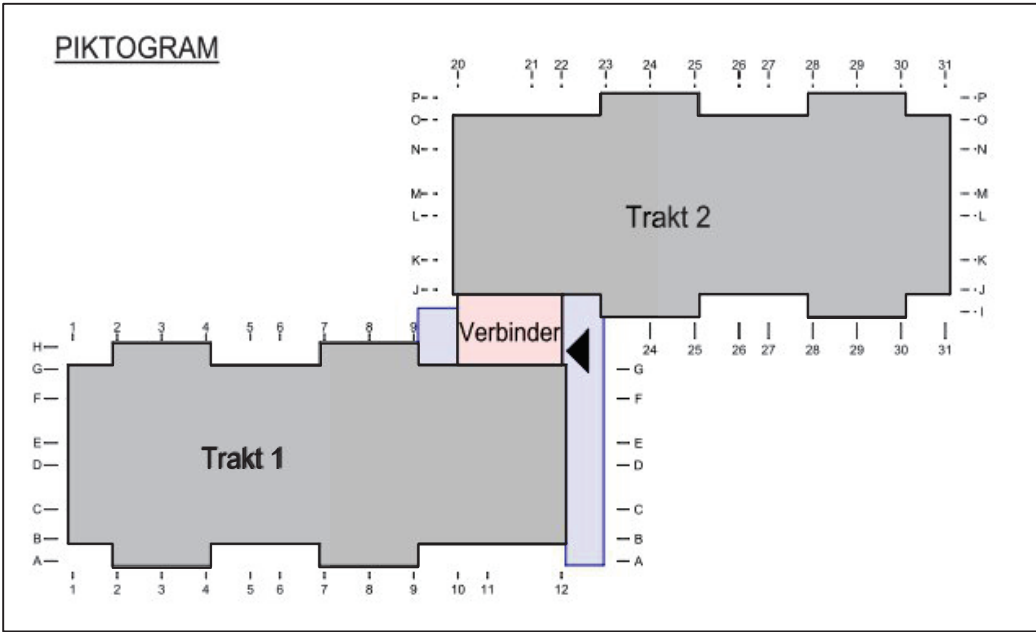 PIKTOGRAM
20 21 22 23 24 25 26 27 28 29 30 31
P P
O O
N N
M M
L L
K K
J J
I
Trakt 2
24 25 26 27 28 29 30 31
1 2 3 4 5 6 7 8 9
Verbinder
H
G G
F F
E E
D D
C C
B B
A A
Trakt 1
1 2 3 4 5 6 7 8 9 10 11 12